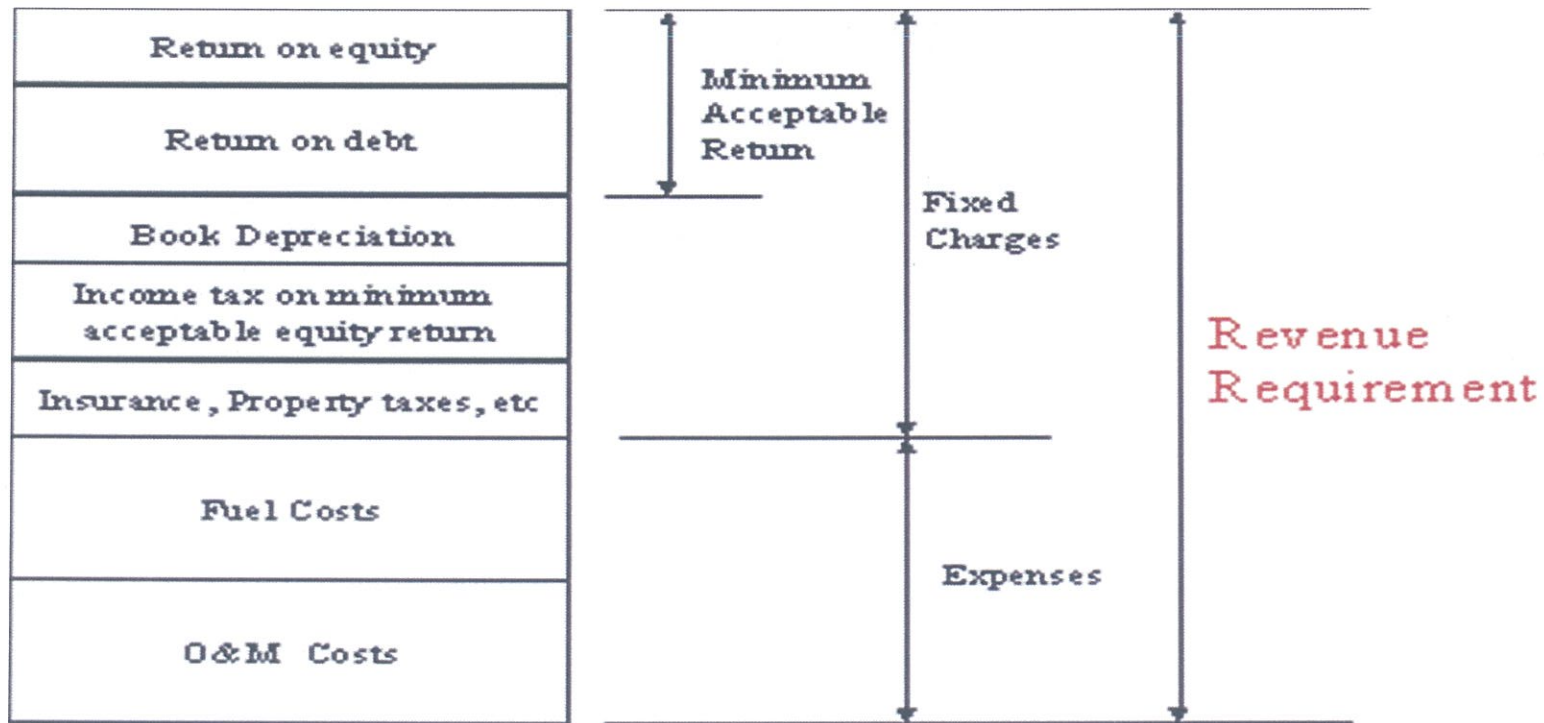 Return on equity
Return on debt
Book Depreciation
Income tax on minimum
acceptable equity return
Insurance, Property taxes, etc
Fuel Costs
O&M Costs
Minimum
Acceptable
Return
Fixed
Charges
Expenses
Revenue
Requirement